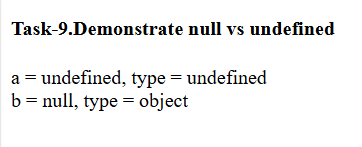 Task-9.Demonstrate null vs undefined
a = undefined, type = undefined
b = null, type = object